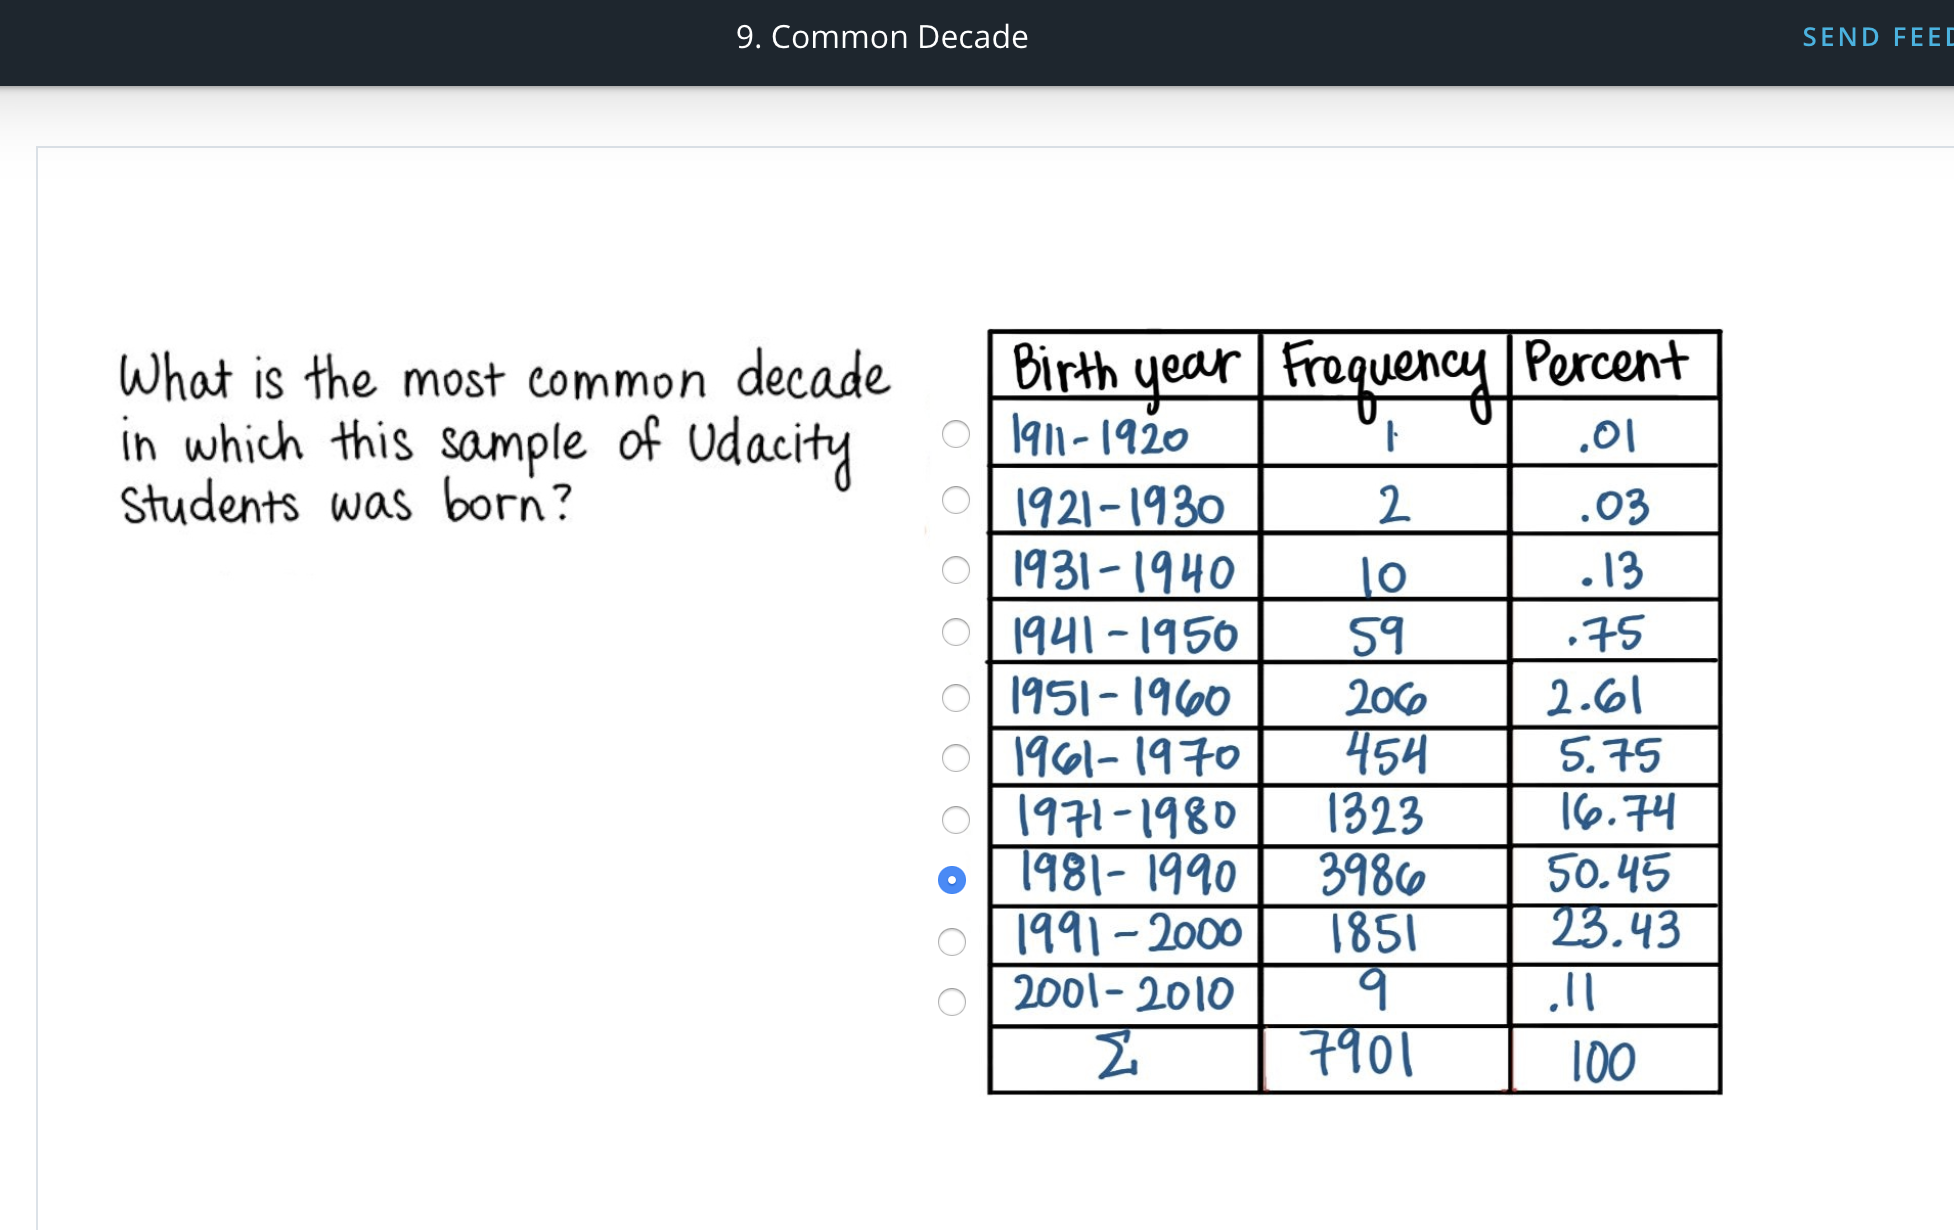 9. Common Decade
SEND FEED
What is the most common decade
in which this sample of Udacity
students was born?
Birth year Frequency Percent
1911-1920 1 .01
1921-1930 2 .03
1931-1940 10 .13
1941-1950 59 .75
1951-1960 206 2.61
1961-1970 454 5.75
1971-1980 1323 16.74
1981-1990 3986 50.45
1991-2000 1851 23.43
2001-2010 9 .11
Σ 7901 100